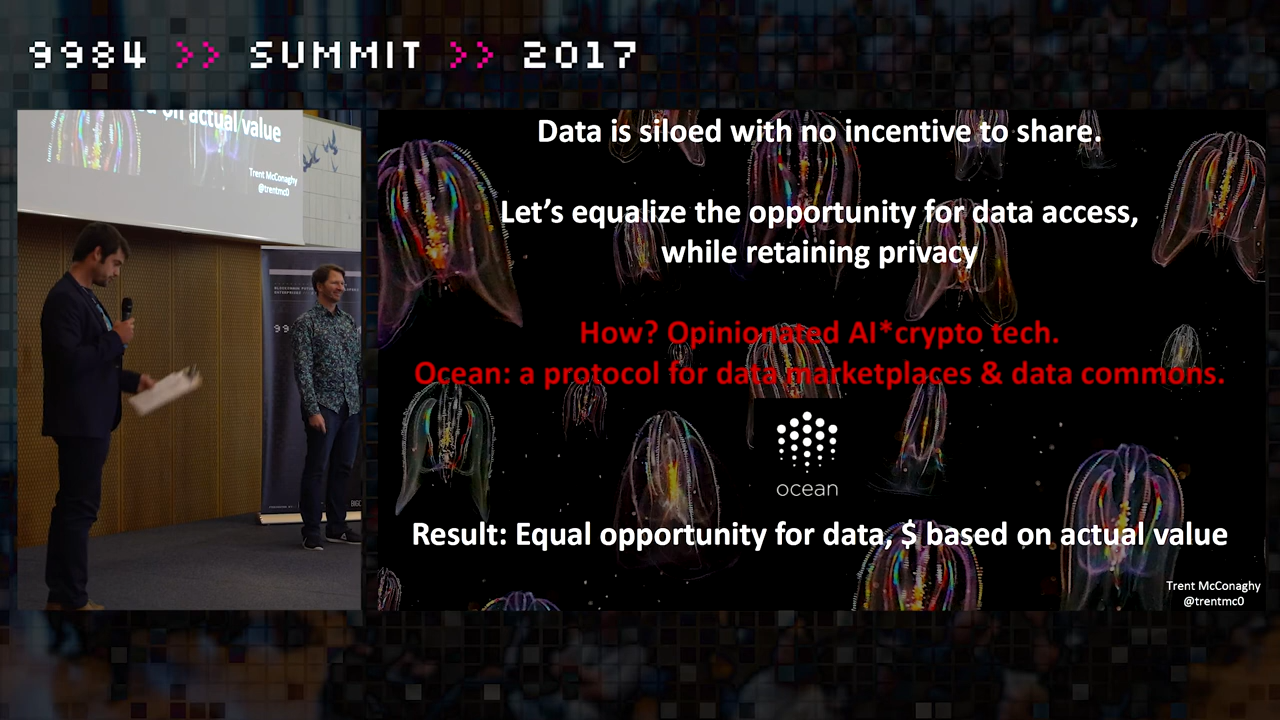 9984 >> SUMMIT >> 2017
on actual value
Trent McConaghy
@trentmc0
Data is siloed with no incentive to share.
Let’s equalize the opportunity for data access,
while retaining privacy
How? Opinionated AI*crypto tech.
Ocean: a protocol for data marketplaces & data commons.
ocean
Result: Equal opportunity for data, $ based on actual value
Trent McConaghy
@trentmc0